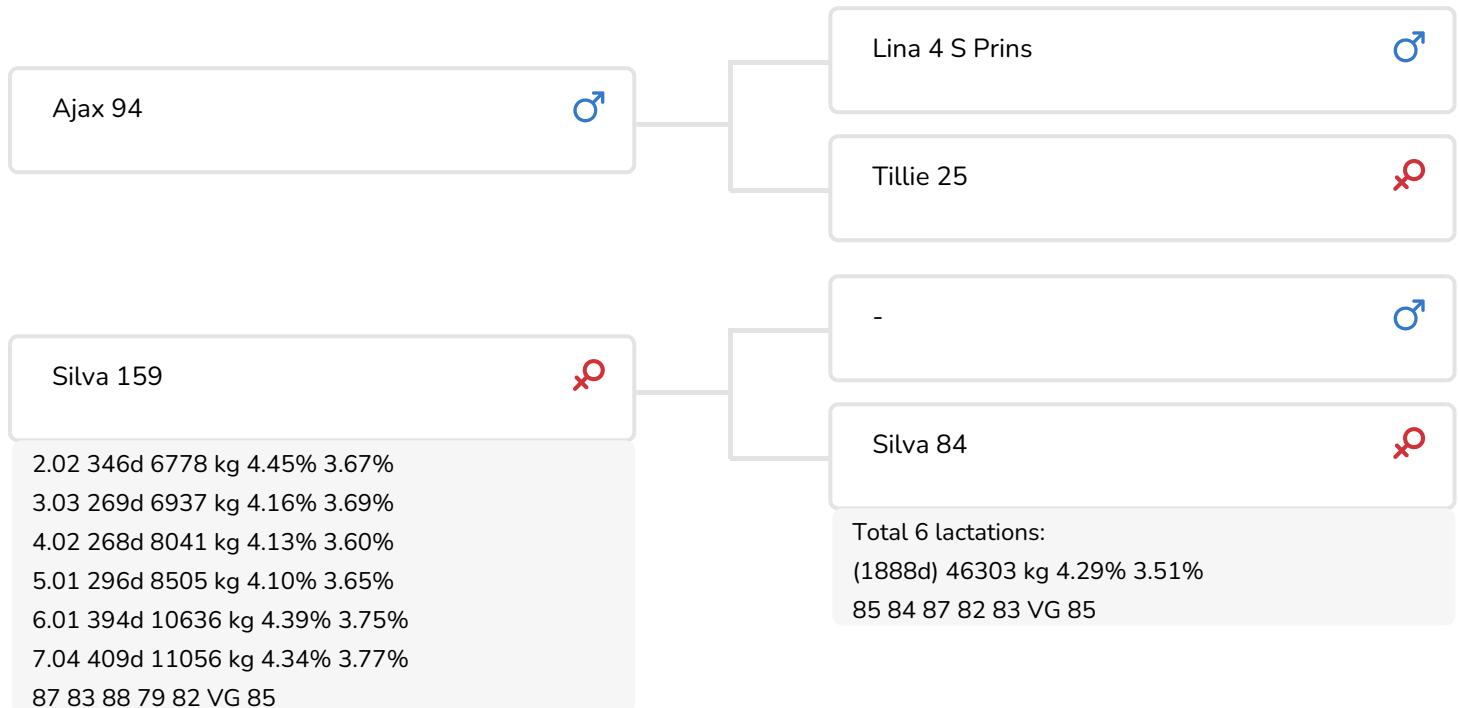 Ajax 94
Lina 4 S Prins
Tillie 25
Silva 159
2.02 346d 6778 kg 4.45% 3.67%
3.03 269d 6937 kg 4.16% 3.69%
4.02 268d 8041 kg 4.13% 3.60%
5.01 296d 8505 kg 4.10% 3.65%
6.01 394d 10636 kg 4.39% 3.75%
7.04 409d 11056 kg 4.34% 3.77%
87 83 88 79 82 VG 85
-
Silva 84
Total 6 lactations:
(1888d) 46303 kg 4.29% 3.51%
85 84 87 82 83 VG 85